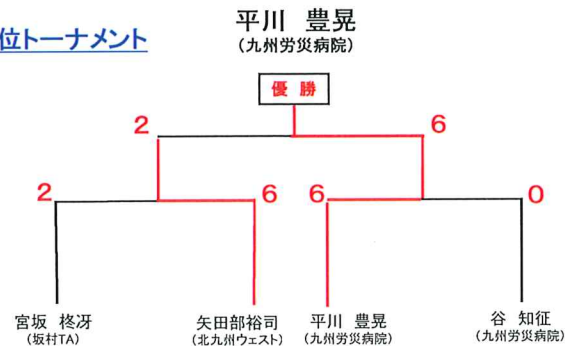 位トーナメント
平川 豊晃
(九州労災病院)
優 勝
2
6
2
6
6
0
宮坂 柊冴
(坂村TA)
矢田部裕司
(北九州ウェスト)
平川 豊晃
(九州労災病院)
谷 知征
(九州労災病院)